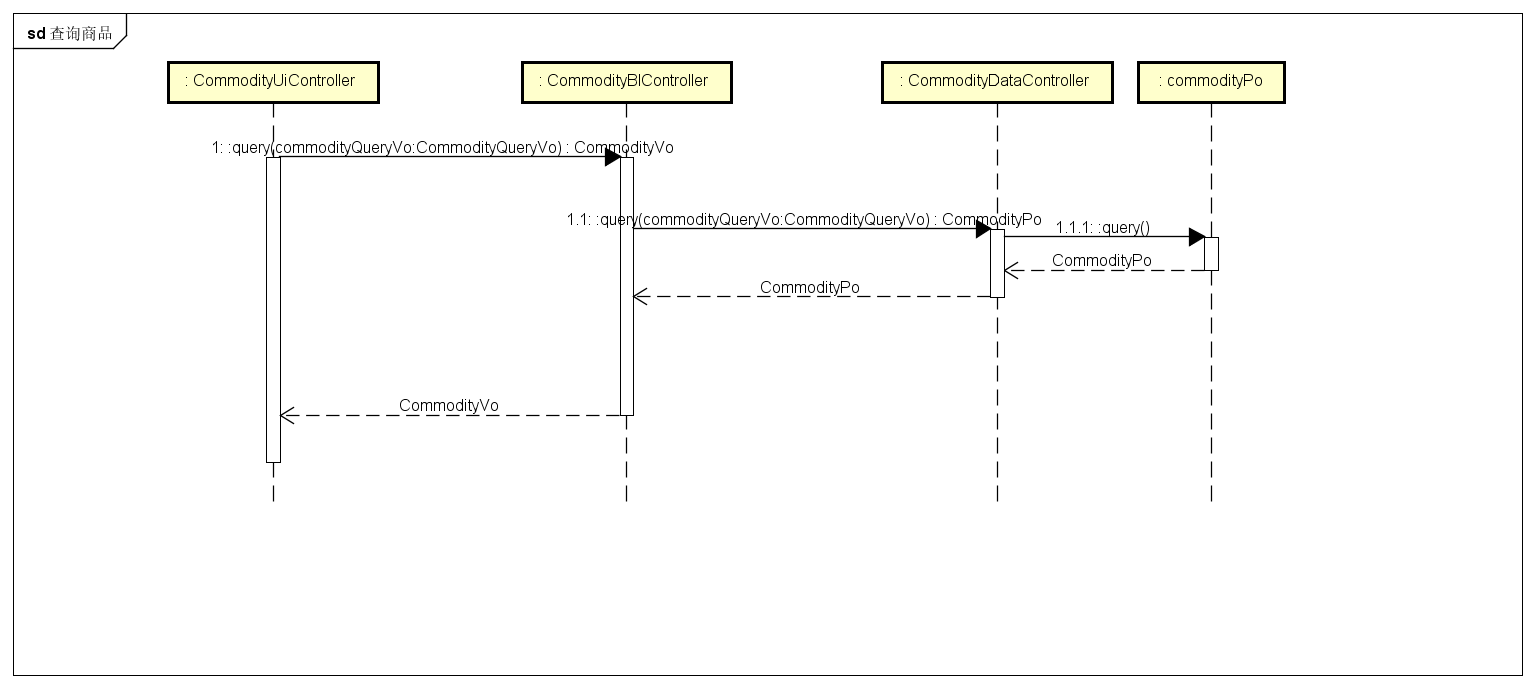 sd 查询商品
: CommodityUiController
: CommodityBlController
: CommodityDataController
: commodityPo
1: :query(commodityQueryVo:CommodityQueryVo) : CommodityVo
1.1: :query(commodityQueryVo:CommodityQueryVo) : CommodityPo
1.1.1: :query()
CommodityPo
CommodityPo
CommodityVo